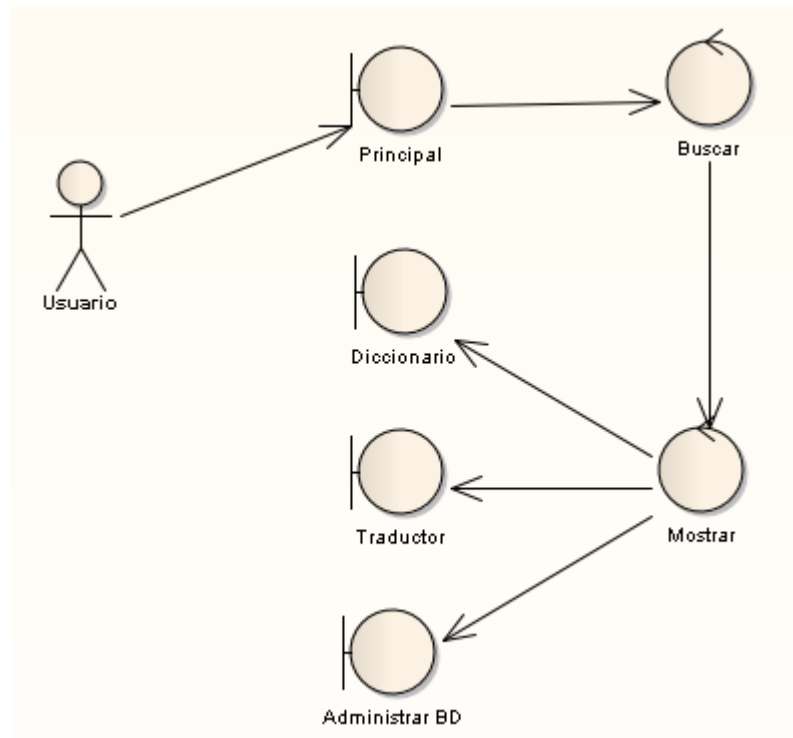 Principal
Buscar
Usuario
Diccionario
Traductor
Mostrar
Administrar BD